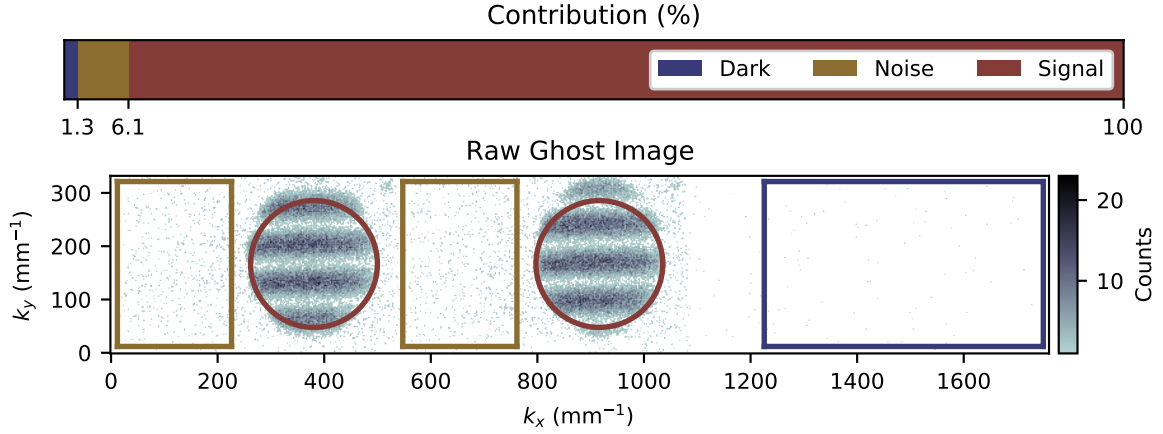 Contribution (%)
Dark Noise Signal
1.3 6.1 100
Raw Ghost Image
300
200
100
0
k_y (mm⁻¹)
0 200 400 600 800 1000 1200 1400 1600
k_x (mm⁻¹)
20
10
Counts